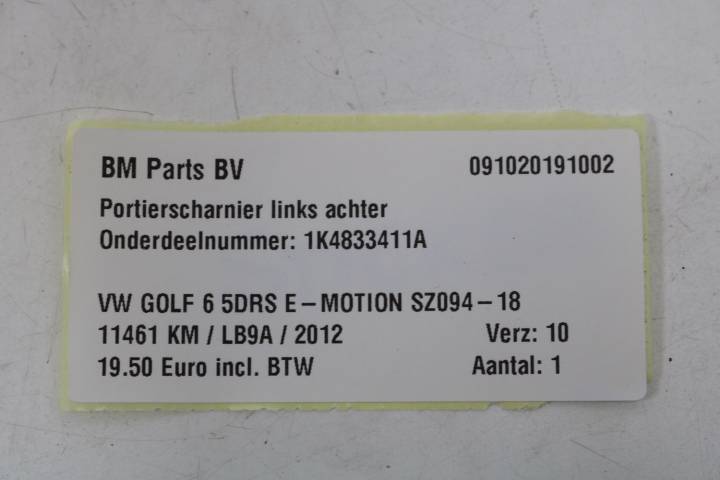 BM Parts BV 091020191002
Portierscharnier links achter
Onderdeelnummer: 1K4833411A
VW GOLF 6 5DRS E-MOTION SZ094-18
11461 KM / LB9A / 2012 Verz: 10
19.50 Euro incl. BTW Aantal: 1